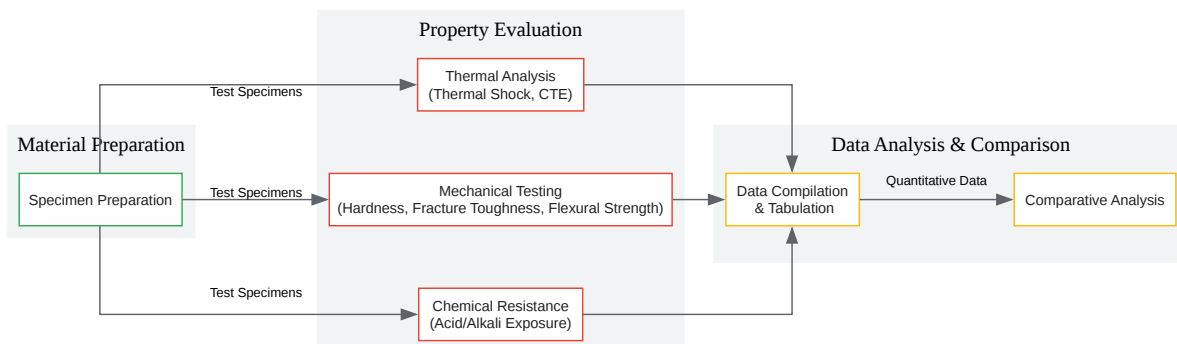 Property Evaluation
Thermal Analysis
(Thermal Shock, CTE)
Test Specimens
Material Preparation
Data Analysis & Comparison
Specimen Preparation
Test Specimens
Mechanical Testing
(Hardness, Fracture Toughness, Flexural Strength)
Data Compilation
& Tabulation
Quantitative Data
Comparative Analysis
Test Specimens
Chemical Resistance
(Acid/Alkali Exposure)